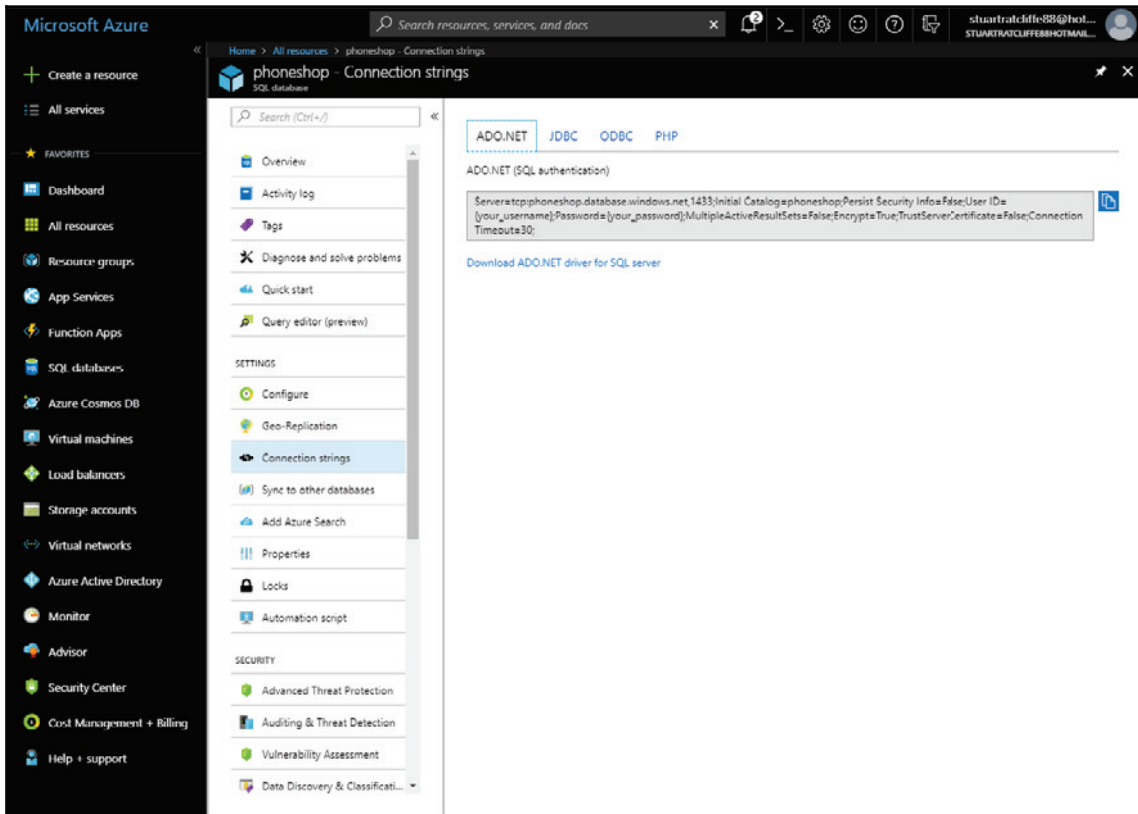 Microsoft Azure
Search resources, services, and docs
2
stuartratcliffe88@hot...
STUARTRATCLIFFE88HOTMAIL...
Home > All resources > phoneshop - Connection strings
phoneshop - Connection strings
SQL database
Create a resource
All services
FAVORITES
Dashboard
All resources
Resource groups
App Services
Function Apps
SQL databases
Azure Cosmos DB
Virtual machines
Load balancers
Storage accounts
Virtual networks
Azure Active Directory
Monitor
Advisor
Security Center
Cost Management + Billing
Help + support
Search (Ctrl+/)
Overview
Activity log
Tags
Diagnose and solve problems
Quick start
Query editor (preview)
SETTINGS
Configure
Geo-Replication
Connection strings
Sync to other databases
Add Azure Search
Properties
Locks
Automation script
SECURITY
Advanced Threat Protection
Auditing & Threat Detection
Vulnerability Assessment
Data Discovery & Classificati...
ADO.NET JDBC ODBC PHP
ADO.NET (SQL authentication)
Server=tcp:phoneshop.database.windows.net,1433;Initial Catalog=phoneshop;Persist Security Info=False;User ID=
{your_username};Password={your_password};MultipleActiveResultSets=False;Encrypt=True;TrustServerCertificate=False;Connection
Timeout=30;
Download ADO.NET driver for SQL server